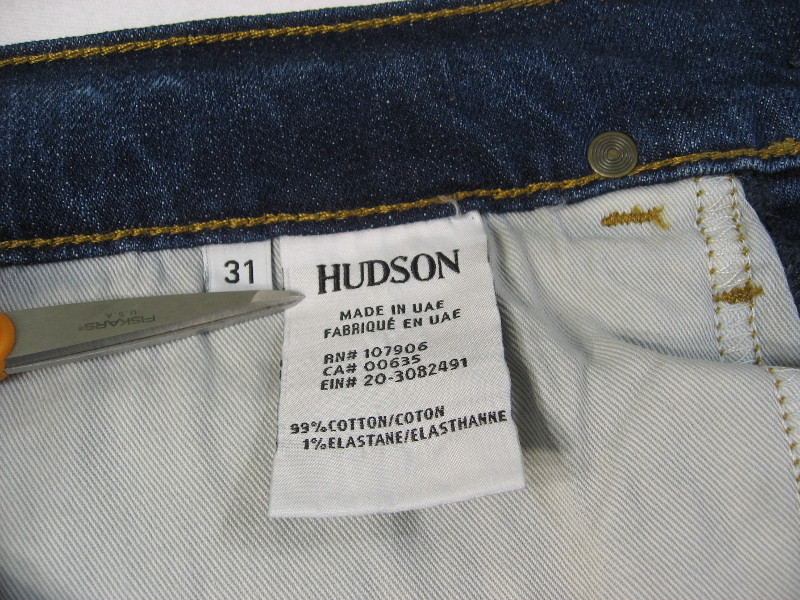 31
HUDSON
MADE IN UAE
FABRIQUÉ EN UAE
RN# 107906
CA# 00635
EIN# 20-3082491
99% COTTON/COTON
1% ELASTANE/ELASTHANNE
FISKARS
U.S.A